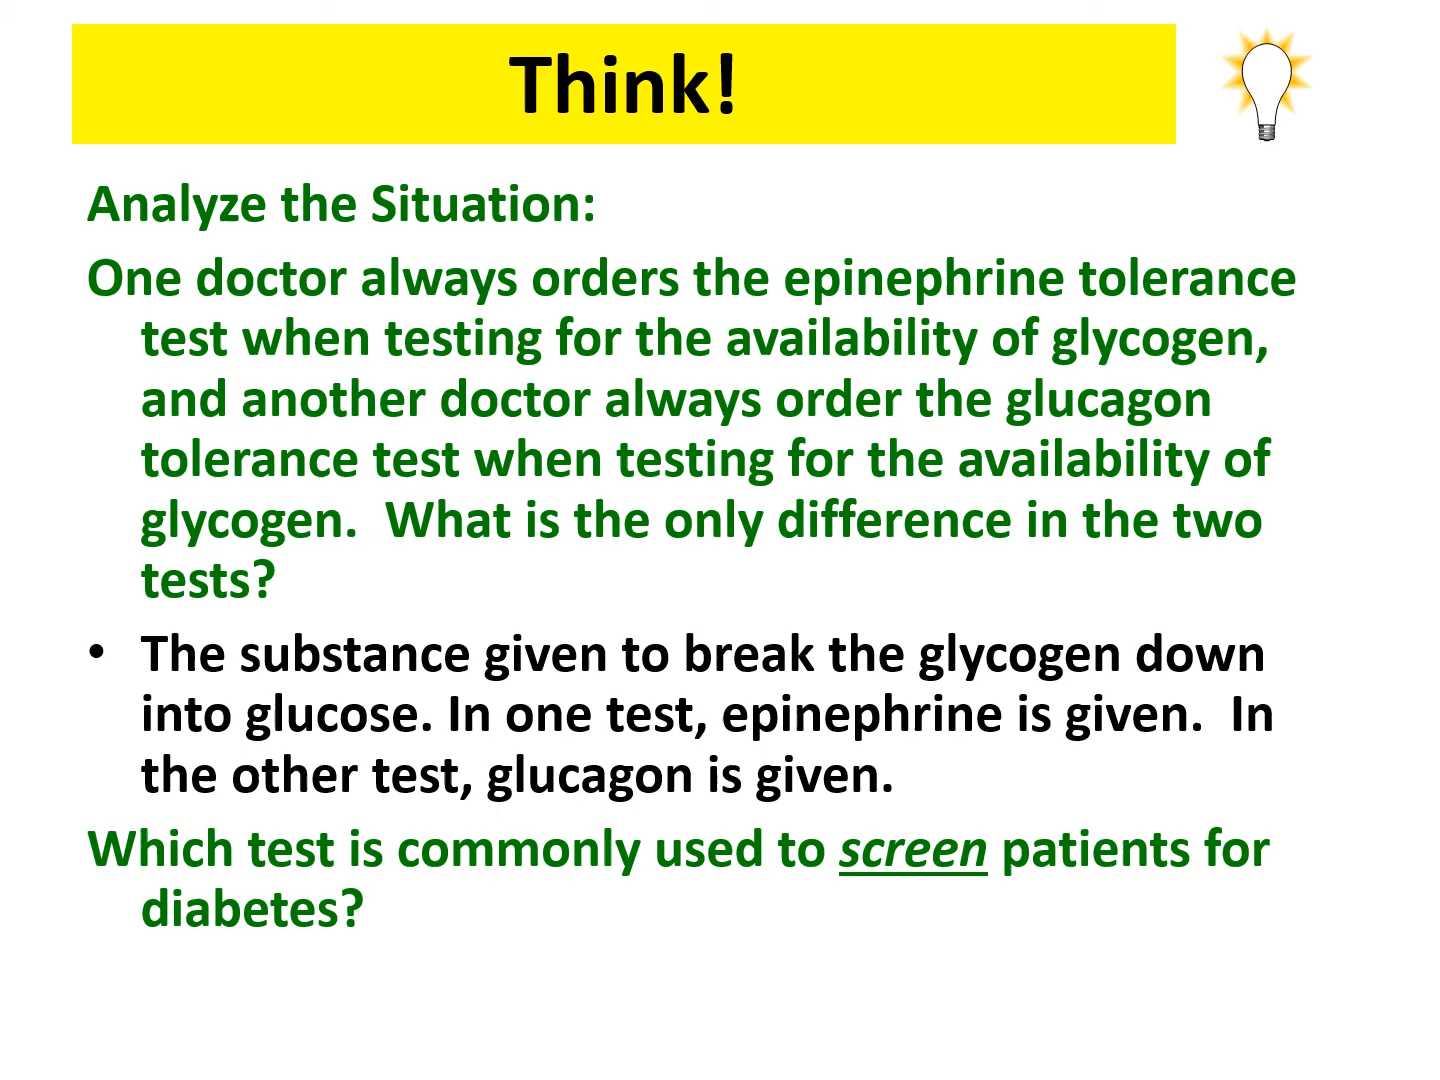 Think!
Analyze the Situation:
One doctor always orders the epinephrine tolerance
test when testing for the availability of glycogen,
and another doctor always order the glucagon
tolerance test when testing for the availability of
glycogen.  What is the only difference in the two
tests?
• The substance given to break the glycogen down
into glucose. In one test, epinephrine is given.  In
the other test, glucagon is given.
Which test is commonly used to screen patients for
diabetes?